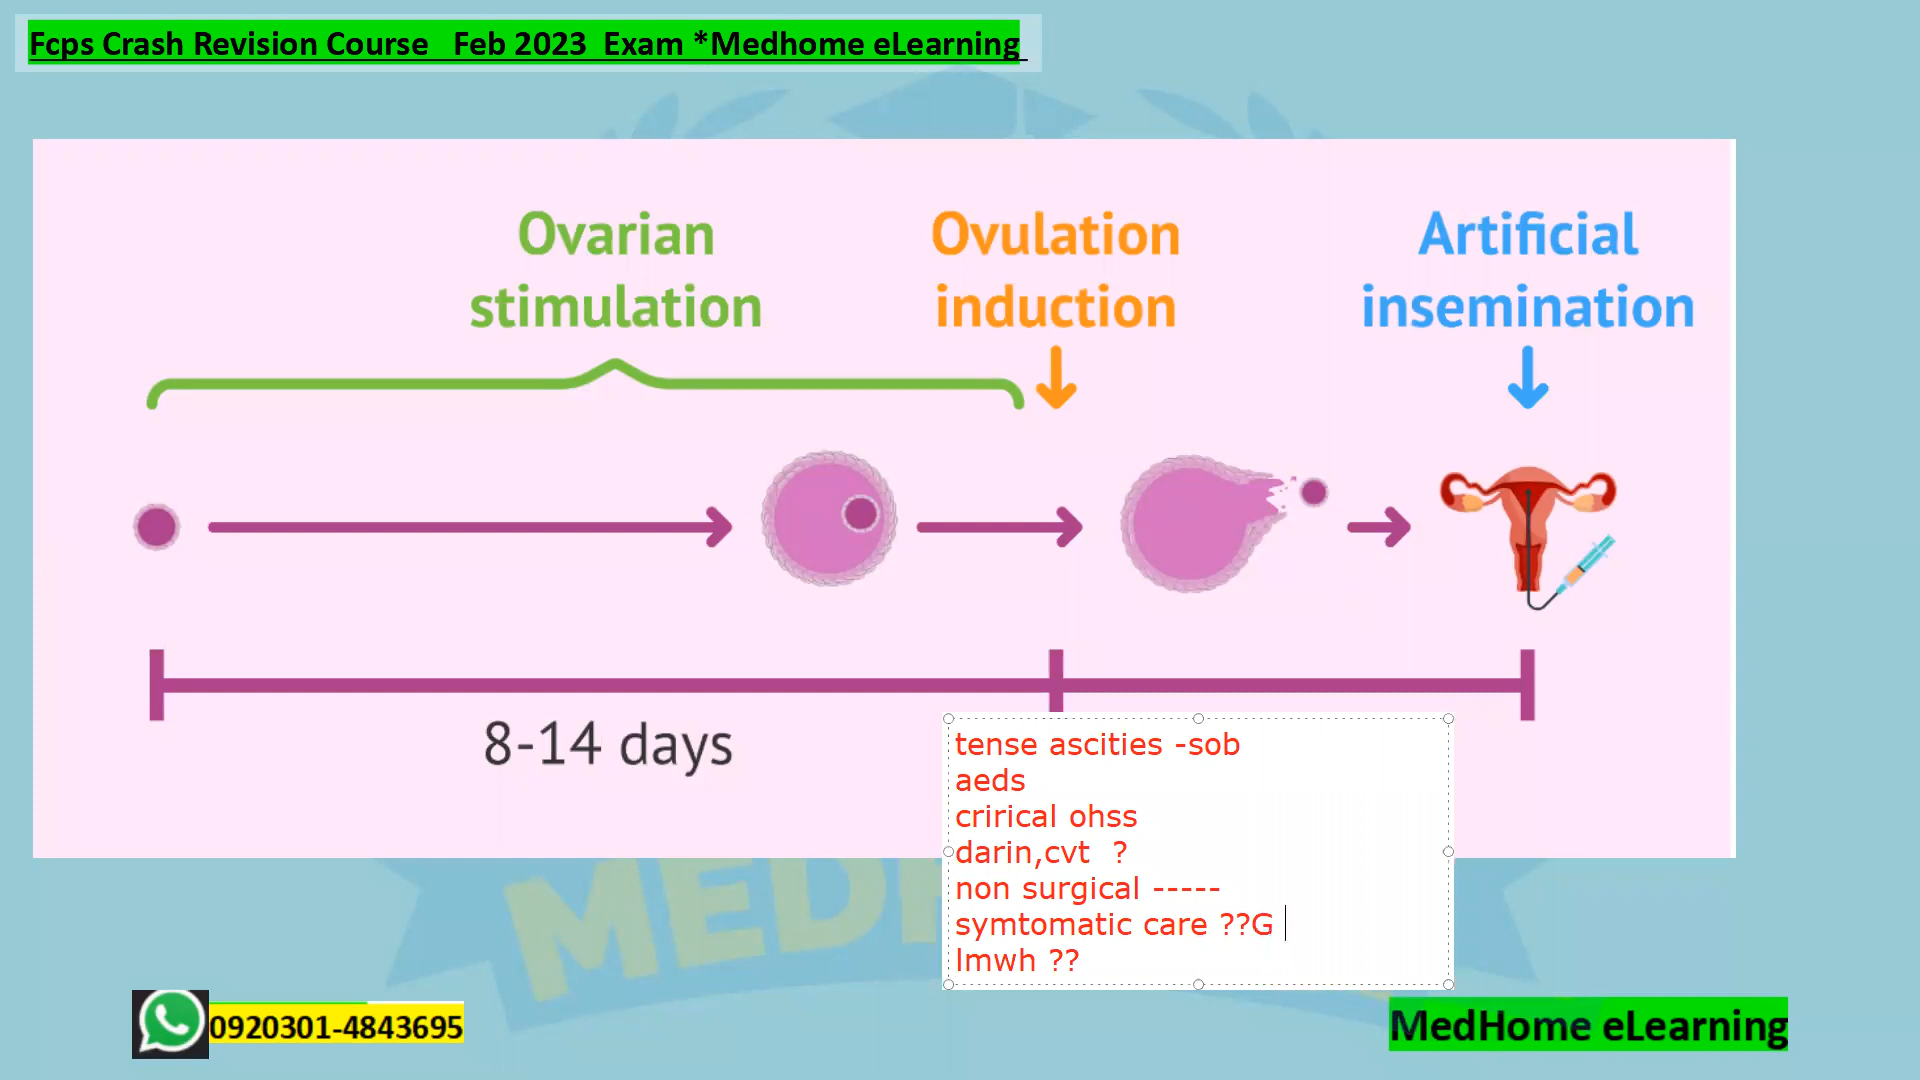 Fcps Crash Revision Course Feb 2023 Exam *Medhome eLearning
Ovarian
stimulation
Ovulation
induction
Artificial
insemination
8-14 days
tense ascities -sob
aeds
crirical ohss
darin,cvt ?
non surgical -----
symtomatic care ??G
lmwh ??
0920301-4843695
MedHome eLearning